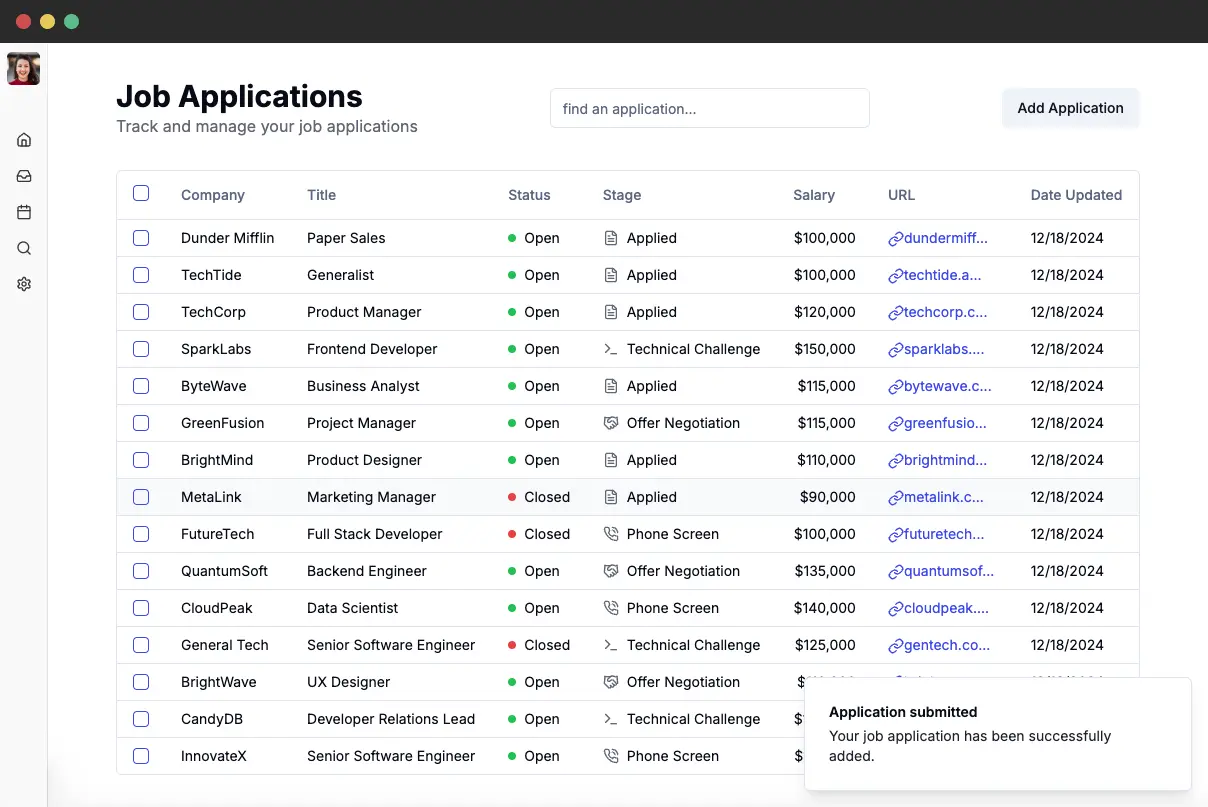 Job Applications
Track and manage your job applications
find an application...
Add Application
Company Title Status Stage Salary URL Date Updated
Dunder Mifflin Paper Sales Open Applied $100,000 dundermiff... 12/18/2024
TechTide Generalist Open Applied $100,000 techtide.a... 12/18/2024
TechCorp Product Manager Open Applied $120,000 techcorp.c... 12/18/2024
SparkLabs Frontend Developer Open Technical Challenge $150,000 sparklabs.... 12/18/2024
ByteWave Business Analyst Open Applied $115,000 bytewave.c... 12/18/2024
GreenFusion Project Manager Open Offer Negotiation $115,000 greenfusio... 12/18/2024
BrightMind Product Designer Open Applied $110,000 brightmind... 12/18/2024
MetaLink Marketing Manager Closed Applied $90,000 metalink.c... 12/18/2024
FutureTech Full Stack Developer Closed Phone Screen $100,000 futuretech... 12/18/2024
QuantumSoft Backend Engineer Open Offer Negotiation $135,000 quantumsof... 12/18/2024
CloudPeak Data Scientist Open Phone Screen $140,000 cloudpeak.... 12/18/2024
General Tech Senior Software Engineer Closed Technical Challenge $125,000 gentech.co... 12/18/2024
BrightWave UX Designer Open Offer Negotiation
CandyDB Developer Relations Lead Open Technical Challenge
InnovateX Senior Software Engineer Open Phone Screen
Application submitted
Your job application has been successfully
added.